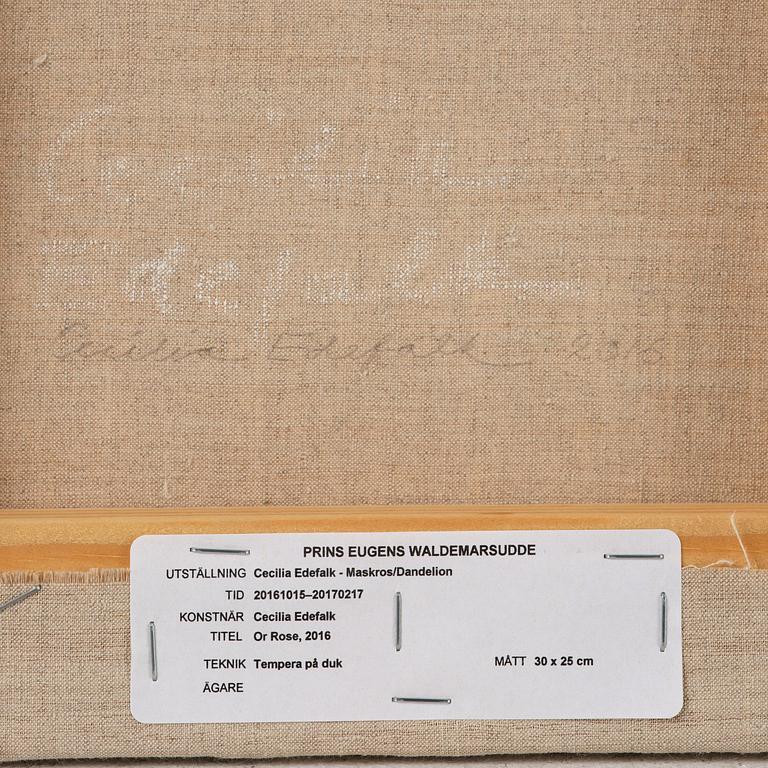 Cecilia
Edefalk
Cecilia Edefalk 2016
PRINS EUGENS WALDEMARSUDDE
UTSTÄLLNING Cecilia Edefalk - Maskros/Dandelion
TID 20161015–20170217
KONSTNÄR Cecilia Edefalk
TITEL Or Rose, 2016
TEKNIK Tempera på duk MÅTT 30 x 25 cm
ÄGARE